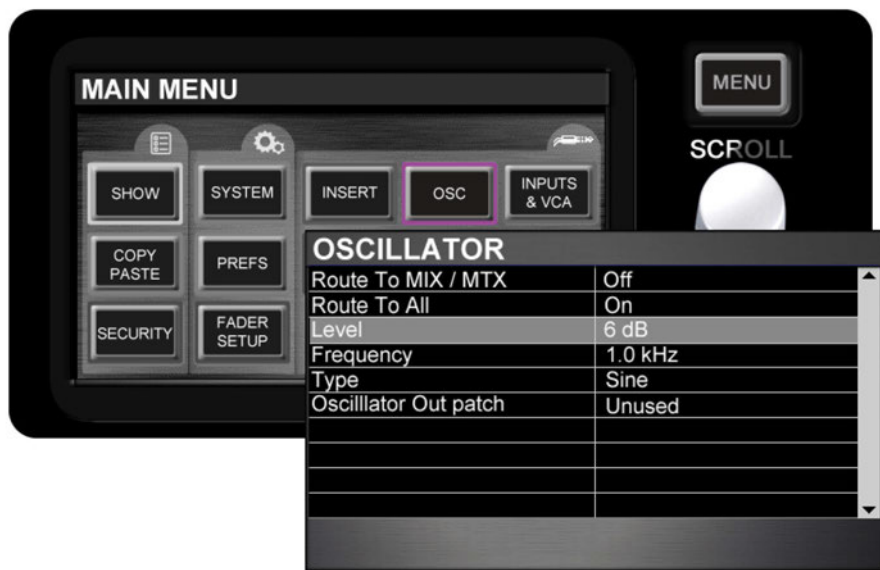 MAIN MENU
MENU
SCROLL
SHOW
SYSTEM
INSERT
OSC
INPUTS
& VCA
COPY
PASTE
PREFS
SECURITY
FADER
SETUP
OSCILLATOR
Route To MIX / MTX Off
Route To All On
Level 6 dB
Frequency 1.0 kHz
Type Sine
Oscilllator Out patch Unused